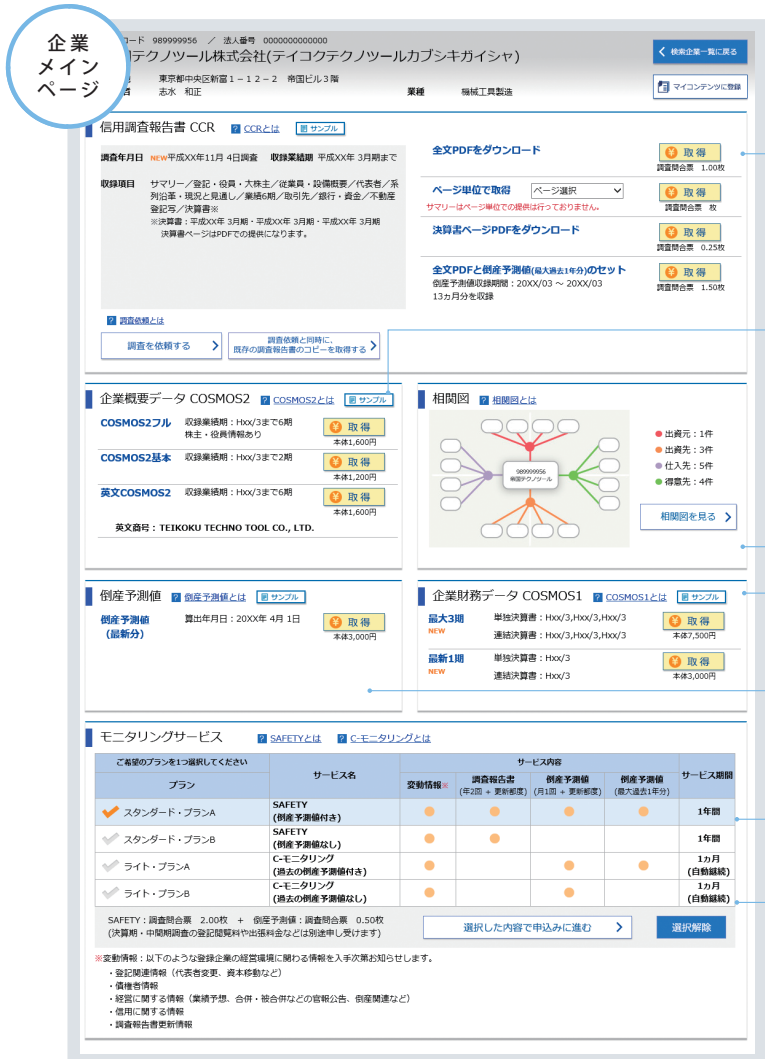 企業
メイン
ページ
コード 989999956 ／ 法人番号 0000000000000
テクノツール株式会社(テイコクテクノツールカブシキガイシャ)
東京都中央区新富１－１２－２ 帝国ビル３階
志水 和正
業種 機械工具製造
検索企業一覧に戻る
マイコンテンツに登録
信用調査報告書 CCR ? CCRとは サンプル
調査年月日 NEW平成XX年11月 4日調査 収録業績期 平成XX年 3月期まで
収録項目 サマリー／登記・役員・大株主／従業員・設備概要／代表者／系
列沿革・現況と見通し／業績6期／取引先／銀行・資金／不動産
登記写／決算書※
※決算書：平成XX年 3月期・平成XX年 3月期・平成XX年 3月期
決算書ページはPDFでの提供になります。
全文PDFをダウンロード
取得
調査問合票 1.00枚
ページ単位で取得 ページ選択
取得
サマリーはページ単位での提供は行っておりません。
調査問合票 枚
決算書ページPDFをダウンロード
取得
調査問合票 0.25枚
全文PDFと倒産予測値(最大過去1年分)のセット
取得
倒産予測値収録期間：20XX/03 ～ 20XX/03
調査問合票 1.50枚
13ヵ月分を収録
? 調査依頼とは
調査を依頼する
調査依頼と同時に、
既存の調査報告書のコピーを取得する
企業概要データ COSMOS2 ? COSMOS2とは サンプル
COSMOS2フル 収録業績期：Hxx/3まで6期
株主・役員情報あり
取得
本体1,600円
COSMOS2基本 収録業績期：Hxx/3まで2期
取得
本体1,200円
英文COSMOS2 収録業績期：Hxx/3まで6期
取得
本体1,600円
英文商号：TEIKOKU TECHNO TOOL CO., LTD.
相関図 ? 相関図とは
989999956
帝国テクノツール
出資元：1件
出資先：3件
仕入先：5件
得意先：4件
相関図を見る
倒産予測値 ? 倒産予測値とは サンプル
倒産予測値
(最新分)
算出年月日：20XX年 4月 1日
取得
本体3,000円
企業財務データ COSMOS1 ? COSMOS1とは サンプル
最大3期 単独決算書：Hxx/3,Hxx/3,Hxx/3
NEW
連結決算書：Hxx/3,Hxx/3,Hxx/3
取得
本体7,500円
最新1期 単独決算書：Hxx/3
NEW
連結決算書：Hxx/3
取得
本体3,000円
モニタリングサービス ? SAFETYとは ? C-モニタリングとは
ご希望のプランを1つ選択してください
プラン
サービス名
サービス内容
変動情報※
調査報告書
(年2回 + 更新都度)
倒産予測値
(月1回 + 更新都度)
倒産予測値
(最大過去1年分)
サービス期間
スタンダード・プランA
SAFETY
(倒産予測値付き)
1年間
スタンダード・プランB
SAFETY
(倒産予測値なし)
1年間
ライト・プランA
C-モニタリング
(過去の倒産予測値付き)
1カ月
(自動継続)
ライト・プランB
C-モニタリング
(過去の倒産予測値なし)
1カ月
(自動継続)
SAFETY：調査問合票 2.00枚 + 倒産予測値：調査問合票 0.50枚
(決算期・中間期調査の登記閲覧料や出張料金などは別途申し受けます)
選択した内容で申込みに進む
選択解除
※変動情報：以下のような登録企業の経営環境に関わる情報を入手次第お知らせします。
・登記関連情報（代表者変更、資本移動など）
・債権者情報
・経営に関する情報（業績予想、合併・被合併などの官報公告、倒産関連など）
・信用に関する情報
・調査報告書更新情報